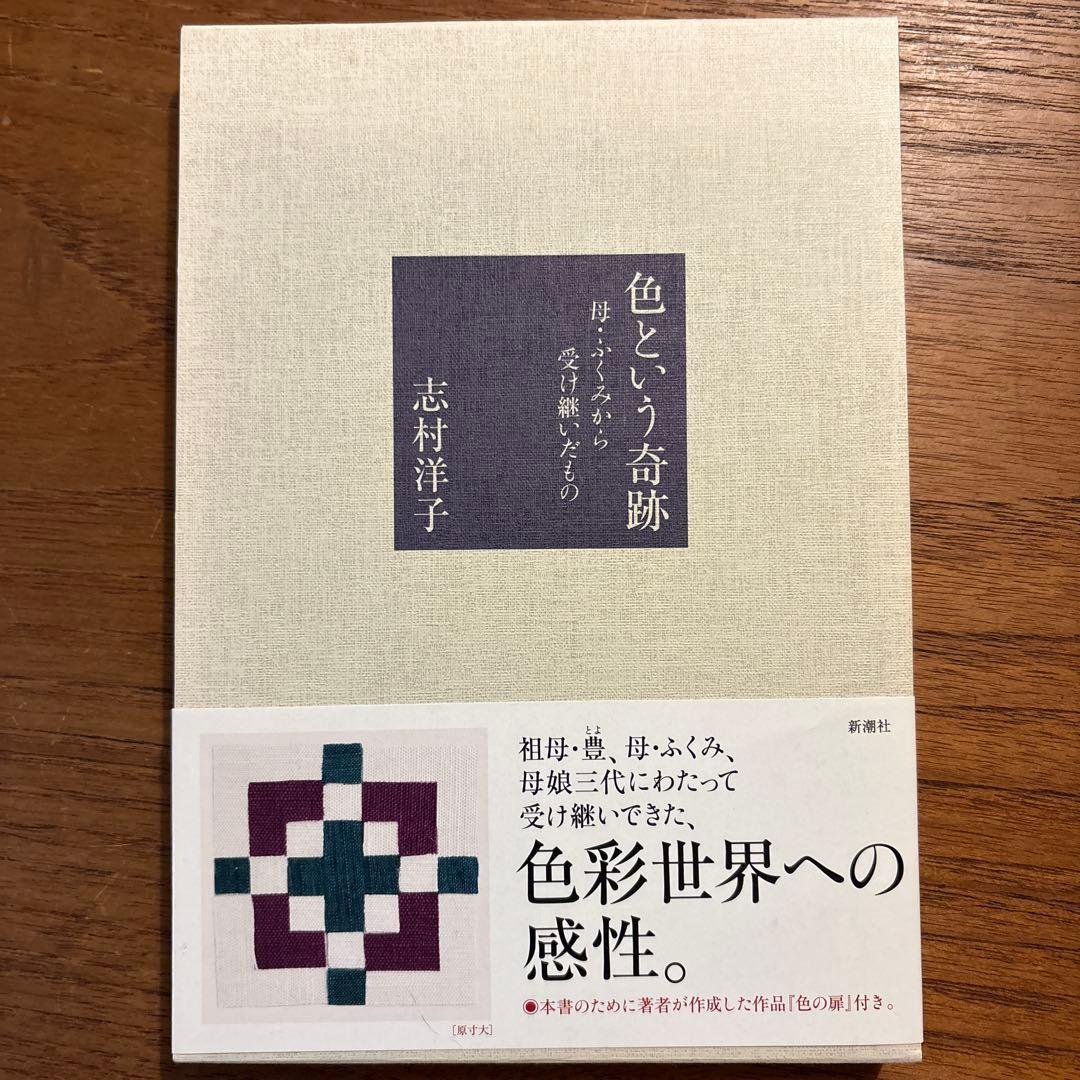 色という奇跡
母・ふくみから
受け継いだもの
志村洋子
新潮社
とよ
祖母・豊、母・ふくみ、
母娘三代にわたって
受け継いできた、
色彩世界への
感性。
◉本書のために著者が作成した作品『色の扉』付き。
[原寸大]